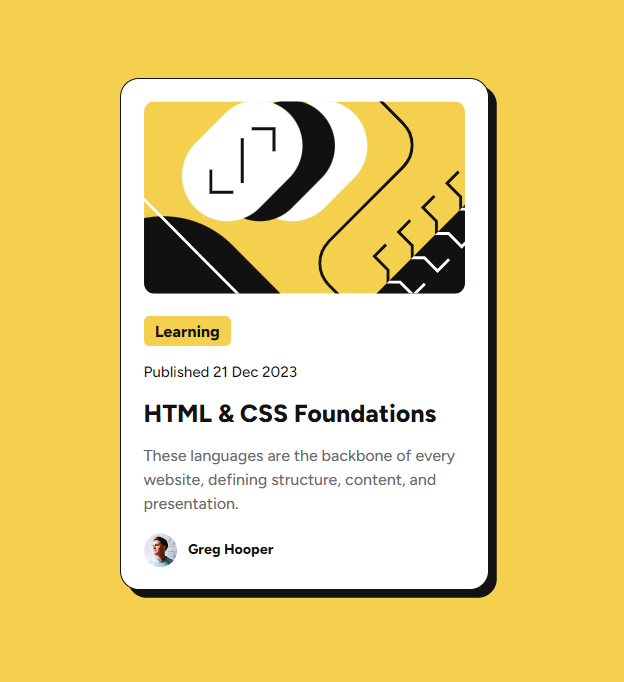 Learning
Published 21 Dec 2023
HTML & CSS Foundations
These languages are the backbone of every
website, defining structure, content, and
presentation.
Greg Hooper